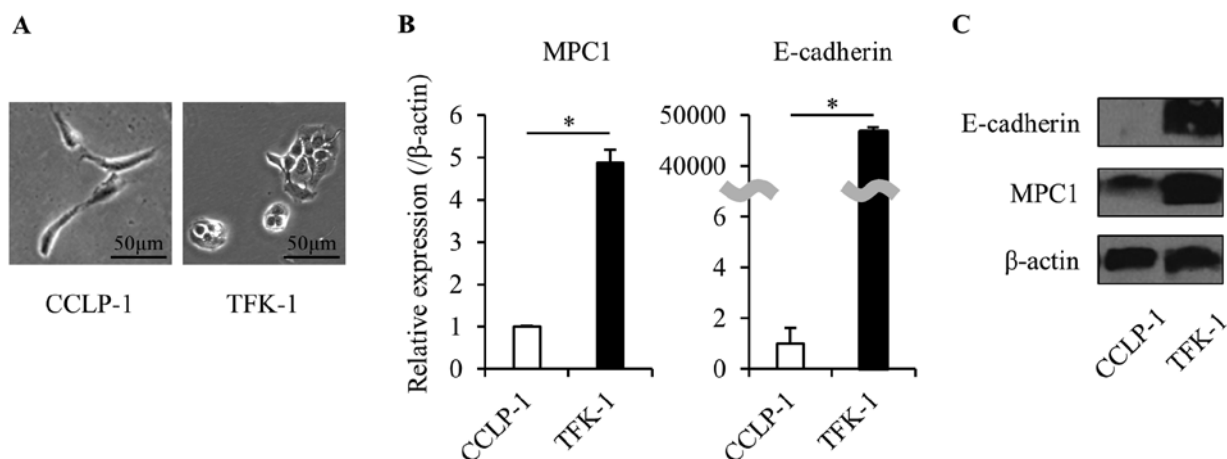 A
50μm
50μm
CCLP-1
TFK-1
B
MPC1
E-cadherin
Relative expression (/β-actin)
6
5
4
3
2
1
0
*
CCLP-1
TFK-1
50000
40000
6
4
2
0
*
CCLP-1
TFK-1
C
E-cadherin
MPC1
β-actin
CCLP-1
TFK-1